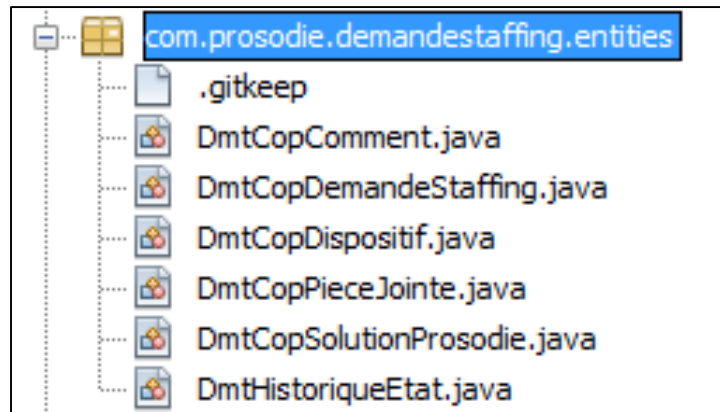 com.prosodie.demandestaffing.entities
.gitkeep
DmtCopComment.java
DmtCopDemandeStaffing.java
DmtCopDispositif.java
DmtCopPieceJointe.java
DmtCopSolutionProsodie.java
DmtHistoriqueEtat.java